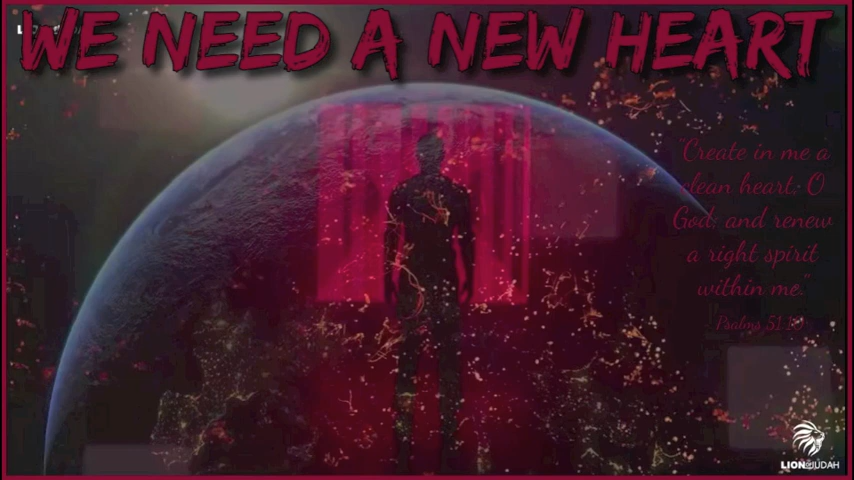 WE NEED A NEW HEART
"Create in me a
clean heart, O
God; and renew
a right spirit
within me."
Psalms 51:10
LION OF JUDAH